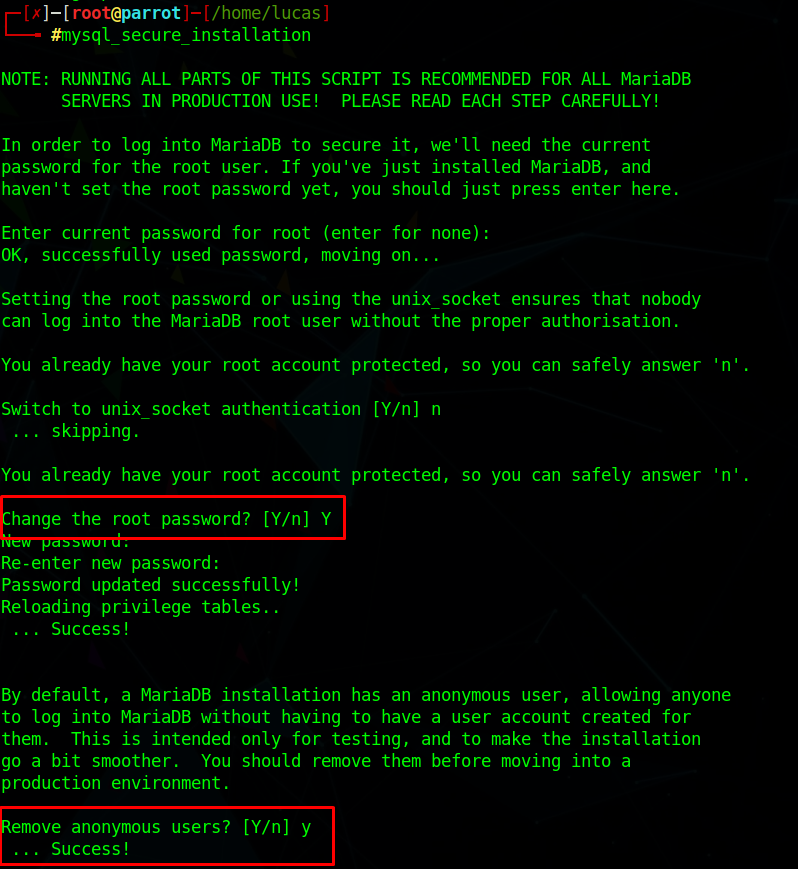 ┌─[✗]─[root@parrot]─[/home/lucas]
└──╼ #mysql_secure_installation
NOTE: RUNNING ALL PARTS OF THIS SCRIPT IS RECOMMENDED FOR ALL MariaDB
SERVERS IN PRODUCTION USE!  PLEASE READ EACH STEP CAREFULLY!
In order to log into MariaDB to secure it, we'll need the current
password for the root user. If you've just installed MariaDB, and
haven't set the root password yet, you should just press enter here.
Enter current password for root (enter for none):
OK, successfully used password, moving on...
Setting the root password or using the unix_socket ensures that nobody
can log into the MariaDB root user without the proper authorisation.
You already have your root account protected, so you can safely answer 'n'.
Switch to unix_socket authentication [Y/n] n
... skipping.
You already have your root account protected, so you can safely answer 'n'.
Change the root password? [Y/n] Y
New password:
Re-enter new password:
Password updated successfully!
Reloading privilege tables..
... Success!
By default, a MariaDB installation has an anonymous user, allowing anyone
to log into MariaDB without having to have a user account created for
them.  This is intended only for testing, and to make the installation
go a bit smoother.  You should remove them before moving into a
production environment.
Remove anonymous users? [Y/n] y
... Success!